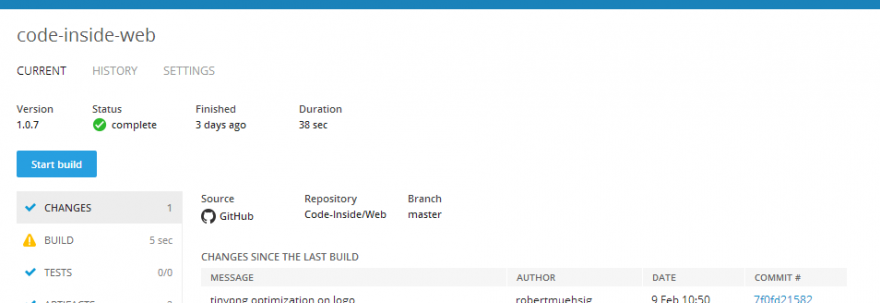 code-inside-web
CURRENT HISTORY SETTINGS
Version Status Finished Duration
1.0.7 complete 3 days ago 38 sec
Start build
CHANGES 1
BUILD 5 sec
TESTS 0/0
Source Repository Branch
GitHub Code-Inside/Web master
CHANGES SINCE THE LAST BUILD
MESSAGE AUTHOR DATE COMMIT #
tinypng optimization on logo robertmuehsig 9 Feb 10:50 7f0fd21582
ARTIFACTS